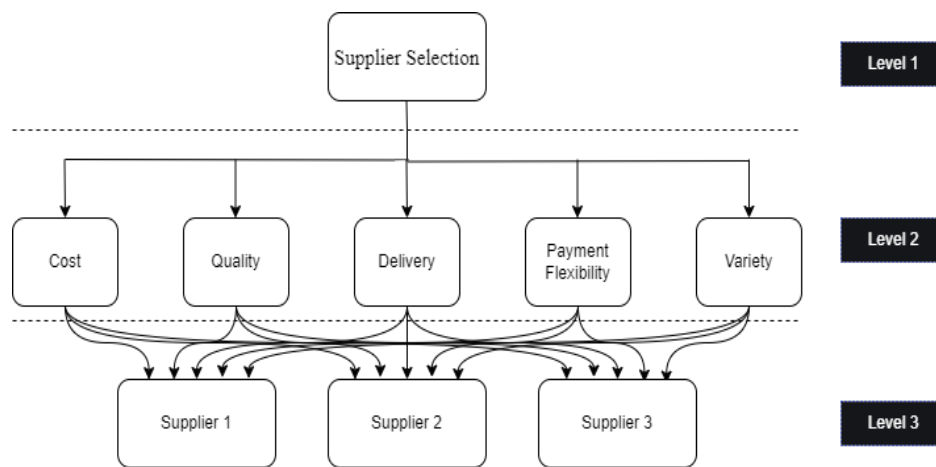 Supplier Selection
Level 1
Cost
Quality
Delivery
Payment
Flexibility
Variety
Level 2
Supplier 1
Supplier 2
Supplier 3
Level 3